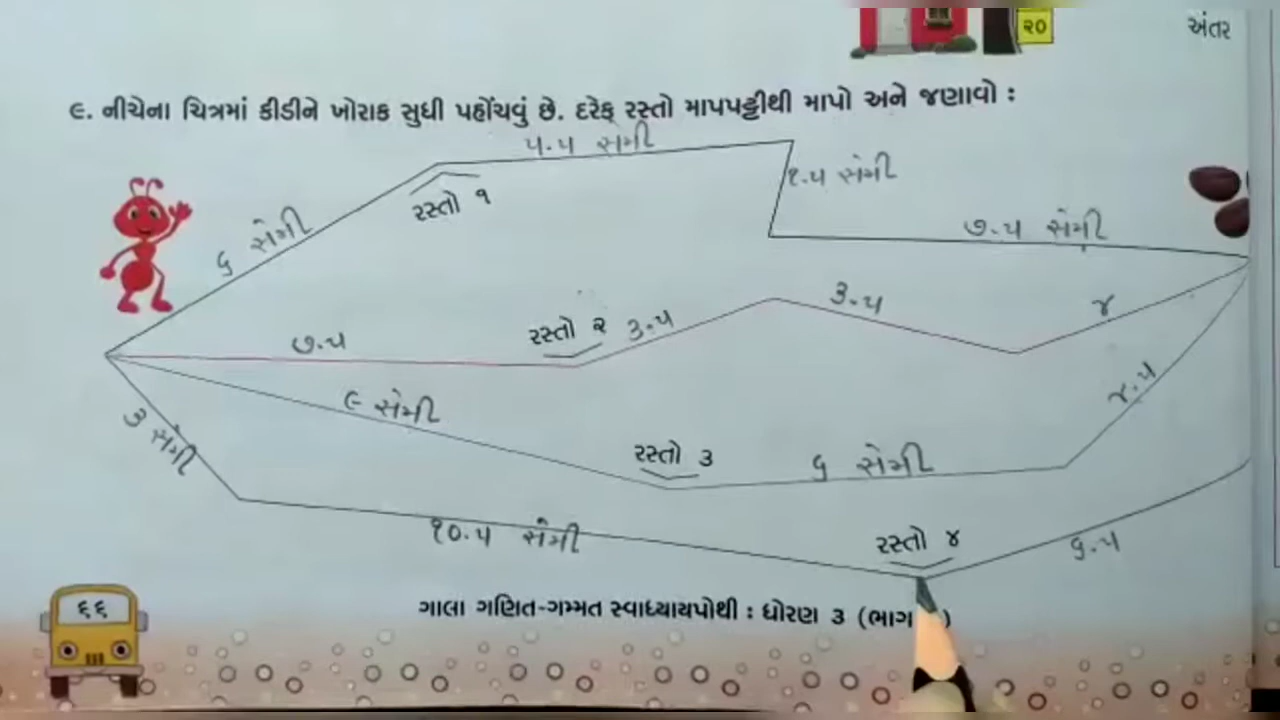 ૨૦
અંતર
૯. નીચેના ચિત્રમાં કીડીને ખોરાક સુધી પહોંચવું છે. દરેક રસ્તો માપપટ્ટીથી માપો અને જણાવો :
૫.૫ સેમી
૧.૫ સેમી
રસ્તો ૧
૬ સેમી
૭.૫ સેમી
૩.૫
૪
રસ્તો ૨ ૩.૫
૭.૫
૪.૫
૯ સેમી
૩ સેમી
રસ્તો ૩
૬ સેમી
૧૦.૫ સેમી
રસ્તો ૪
૬.૫
૬૬
ગાલા ગણિત-ગમ્મત સ્વાધ્યાયપોથી : ધોરણ ૩ (ભાગ )